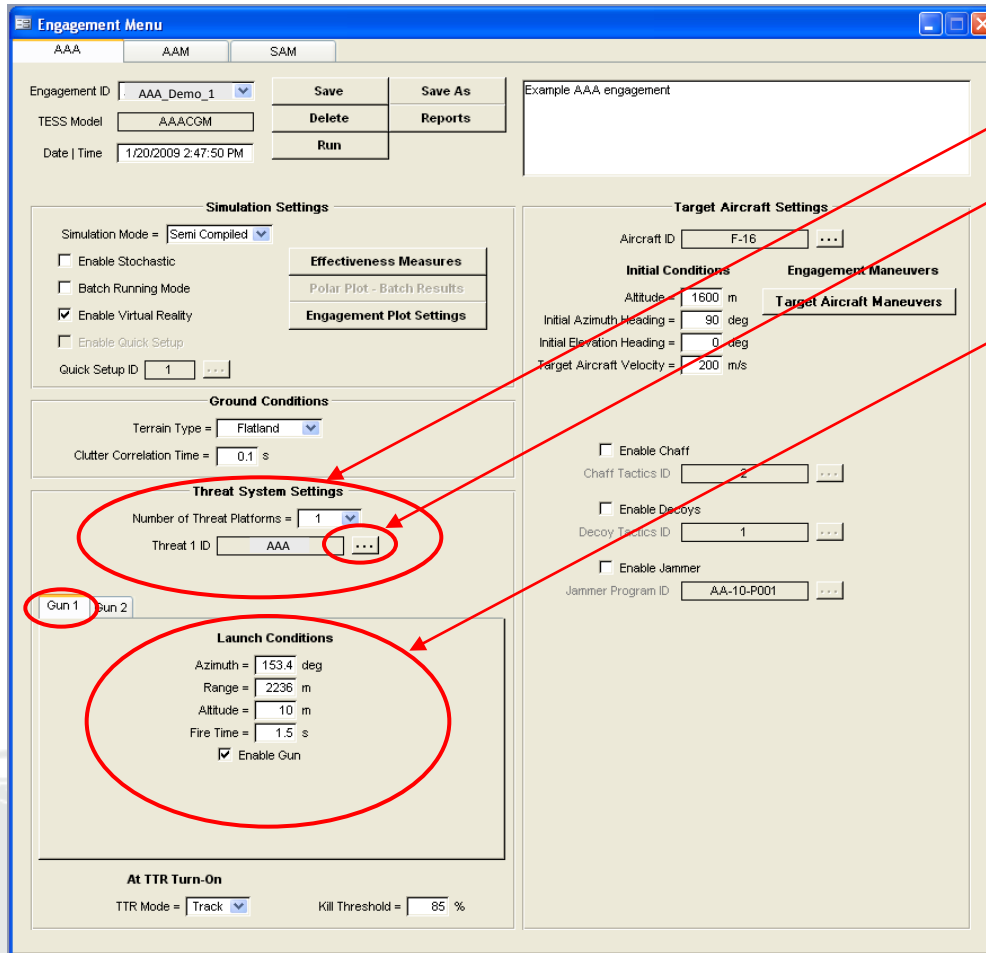 Engagement Menu
AAA AAM SAM
Engagement ID AAA_Demo_1
Save Save As
TESS Model AAACGM
Delete Reports
Date | Time 1/20/2009 2:47:50 PM
Run
Example AAA engagement
Simulation Settings
Simulation Mode = Semi Compiled
Enable Stochastic
Effectiveness Measures
Batch Running Mode
Polar Plot - Batch Results
Enable Virtual Reality
Engagement Plot Settings
Enable Quick Setup
Quick Setup ID 1 ...
Ground Conditions
Terrain Type = Flatland
Clutter Correlation Time = 0.1 s
Threat System Settings
Number of Threat Platforms = 1
Threat 1 ID AAA ...
Gun 1 Gun 2
Launch Conditions
Azimuth = 153.4 deg
Range = 2236 m
Altitude = 10 m
Fire Time = 1.5 s
Enable Gun
At TTR Turn-On
TTR Mode = Track
Kill Threshold = 85 %
Target Aircraft Settings
Aircraft ID F-16 ...
Initial Conditions Engagement Maneuvers
Altitude = 1600 m
Target Aircraft Maneuvers
Initial Azimuth Heading = 90 deg
Initial Elevation Heading = 0 deg
Target Aircraft Velocity = 200 m/s
Enable Chaff
Chaff Tactics ID 2 ...
Enable Decoys
Decoy Tactics ID 1 ...
Enable Jammer
Jammer Program ID AA-10-P001 ...